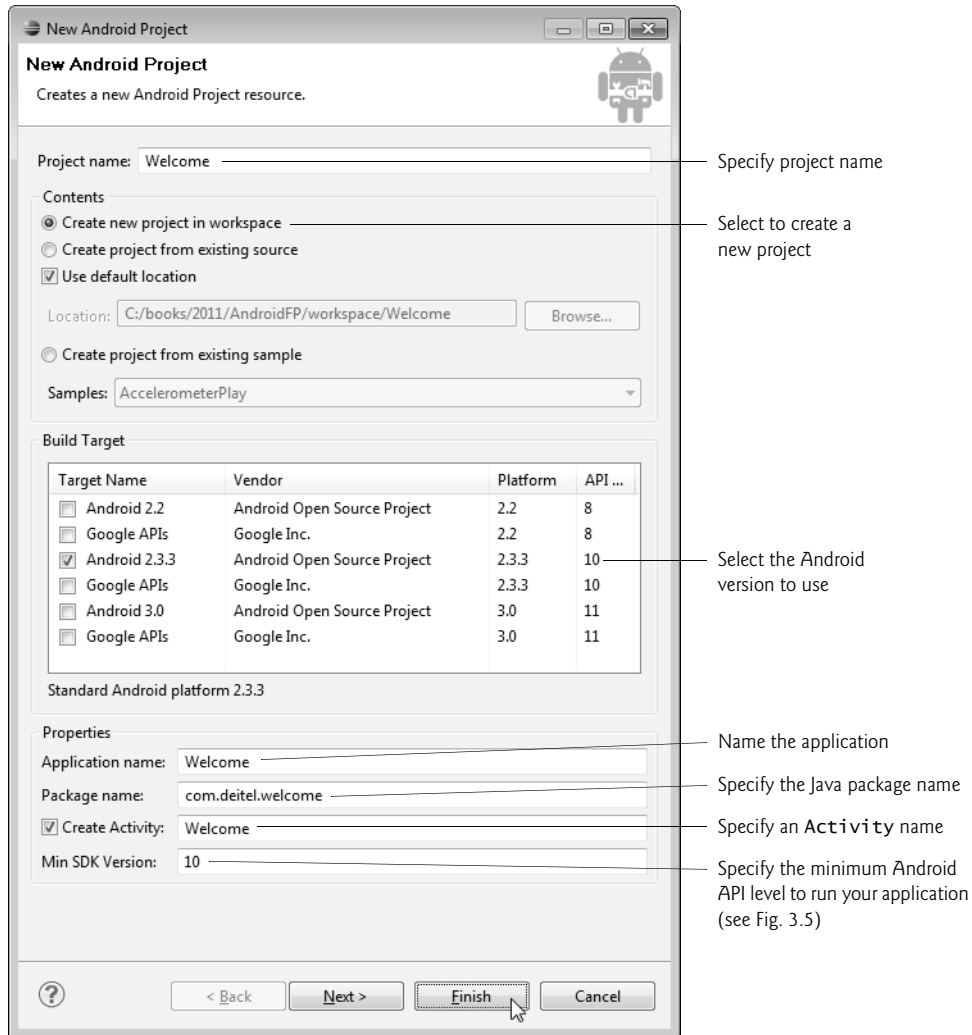 New Android Project
New Android Project
Creates a new Android Project resource.
Project name: Welcome
Specify project name
Contents
Create new project in workspace
Select to create a
new project
Create project from existing source
Use default location
Location: C:/books/2011/AndroidFP/workspace/Welcome Browse...
Create project from existing sample
Samples: AccelerometerPlay
Build Target
Target Name Vendor Platform API ...
Android 2.2 Android Open Source Project 2.2 8
Google APIs Google Inc. 2.2 8
Android 2.3.3 Android Open Source Project 2.3.3 10
Select the Android
version to use
Google APIs Google Inc. 2.3.3 10
Android 3.0 Android Open Source Project 3.0 11
Google APIs Google Inc. 3.0 11
Standard Android platform 2.3.3
Properties
Application name: Welcome
Name the application
Package name: com.deitel.welcome
Specify the Java package name
Create Activity: Welcome
Specify an Activity name
Min SDK Version: 10
Specify the minimum Android
API level to run your application
(see Fig. 3.5)
? < Back Next > Finish Cancel